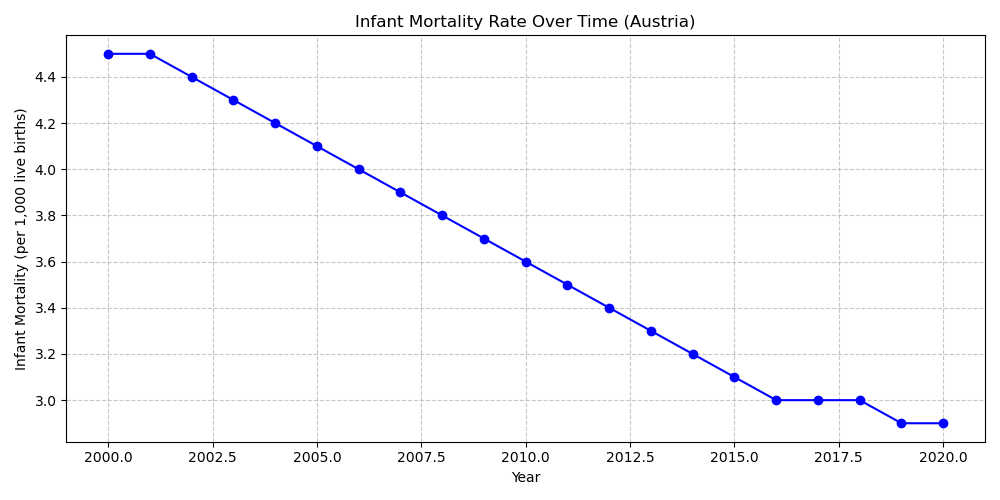 Infant Mortality Rate Over Time (Austria)
Infant Mortality (per 1,000 live births)
4.4
4.2
4.0
3.8
3.6
3.4
3.2
3.0
2000.0 2002.5 2005.0 2007.5 2010.0 2012.5 2015.0 2017.5 2020.0
Year